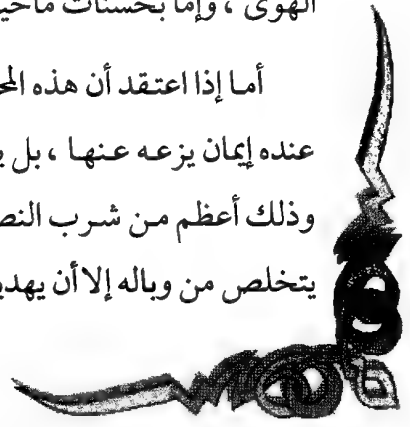 الهوى ، وإما بحسنات ماحي
أما إذا اعتقد أن هذه المح
عنده إيمان يزعه عنها ، بل ي
وذلك أعظم من شرب النص
يتخلص من وباله إلا أن يهدي